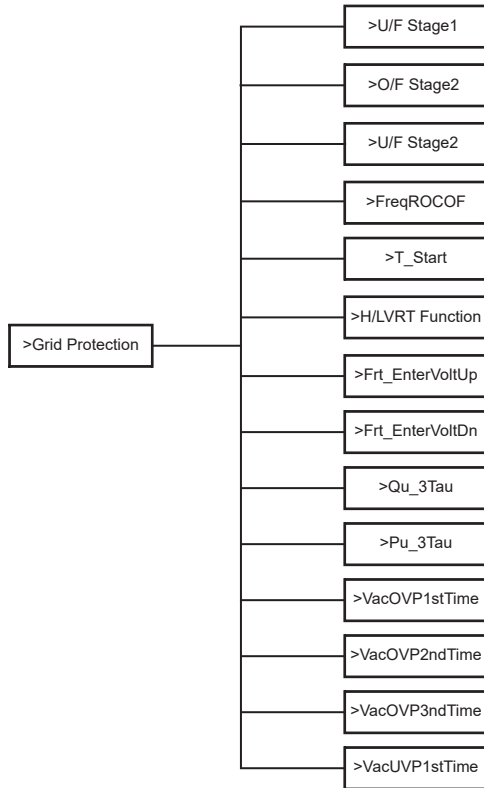 >U/F Stage1
>O/F Stage2
>U/F Stage2
>FreqROCOF
>T_Start
>H/LVRT Function
>Grid Protection
>Frt_EnterVoltUp
>Frt_EnterVoltDn
>Qu_3Tau
>Pu_3Tau
>VacOVP1stTime
>VacOVP2ndTime
>VacOVP3ndTime
>VacUVP1stTime